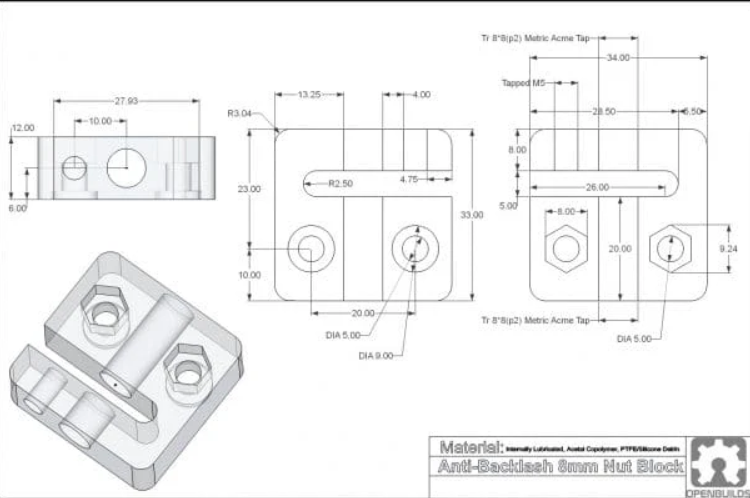 Tr 8*8(p2) Metric Acme Tap
34.00
Tapped M5
28.50
5.50
13.25
4.00
R3.04
27.93
10.00
12.00
6.00
8.00
R2.50
4.75
23.00
33.00
10.00
20.00
DIA 5.00
DIA 9.00
5.00
26.00
8.00
20.00
9.24
Tr 8*8(p2) Metric Acme Tap
DIA 5.00
Material: Internally Lubricated, Acetal Copolymer, PTFE/Silicone Delrin
Anti-Backlash 8mm Nut Block
OPENBUILDS